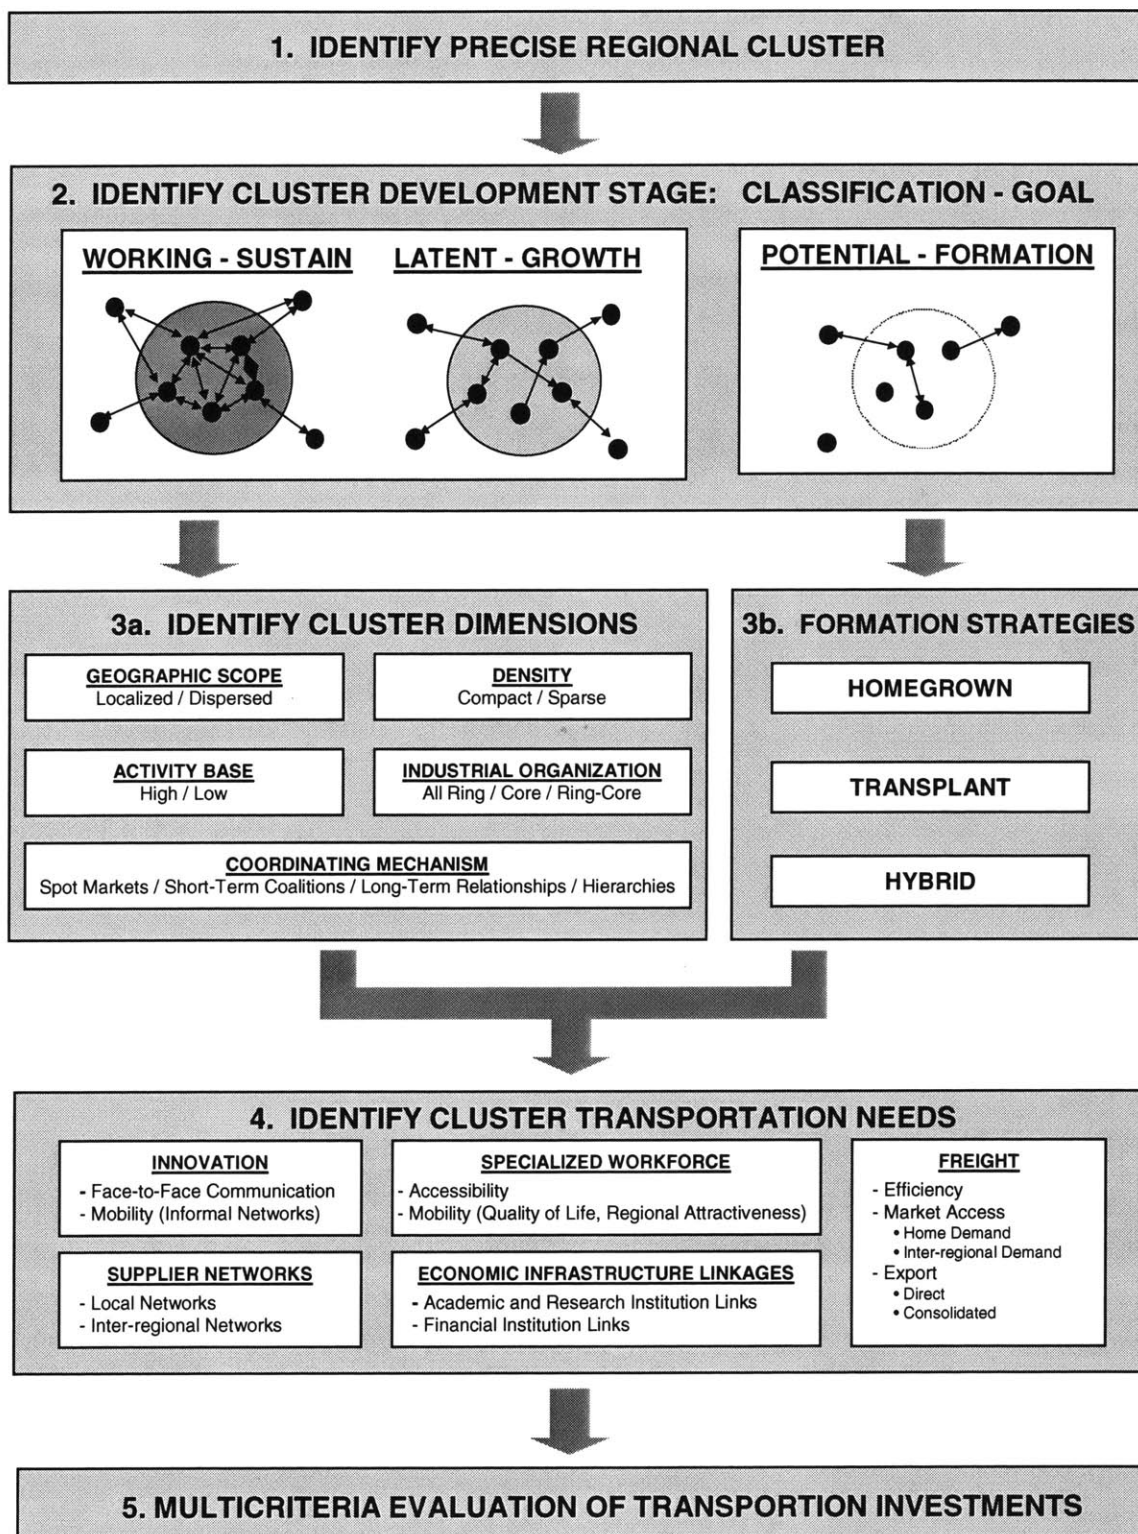 1. IDENTIFY PRECISE REGIONAL CLUSTER
2. IDENTIFY CLUSTER DEVELOPMENT STAGE: CLASSIFICATION - GOAL
WORKING - SUSTAIN
LATENT - GROWTH
POTENTIAL - FORMATION
3a. IDENTIFY CLUSTER DIMENSIONS
GEOGRAPHIC SCOPE
Localized / Dispersed
DENSITY
Compact / Sparse
ACTIVITY BASE
High / Low
INDUSTRIAL ORGANIZATION
All Ring / Core / Ring-Core
COORDINATING MECHANISM
Spot Markets / Short-Term Coalitions / Long-Term Relationships / Hierarchies
3b. FORMATION STRATEGIES
HOMEGROWN
TRANSPLANT
HYBRID
4. IDENTIFY CLUSTER TRANSPORTATION NEEDS
INNOVATION
- Face-to-Face Communication
- Mobility (Informal Networks)
SPECIALIZED WORKFORCE
- Accessibility
- Mobility (Quality of Life, Regional Attractiveness)
FREIGHT
- Efficiency
- Market Access
• Home Demand
• Inter-regional Demand
- Export
• Direct
• Consolidated
SUPPLIER NETWORKS
- Local Networks
- Inter-regional Networks
ECONOMIC INFRASTRUCTURE LINKAGES
- Academic and Research Institution Links
- Financial Institution Links
5. MULTICRITERIA EVALUATION OF TRANSPORTION INVESTMENTS